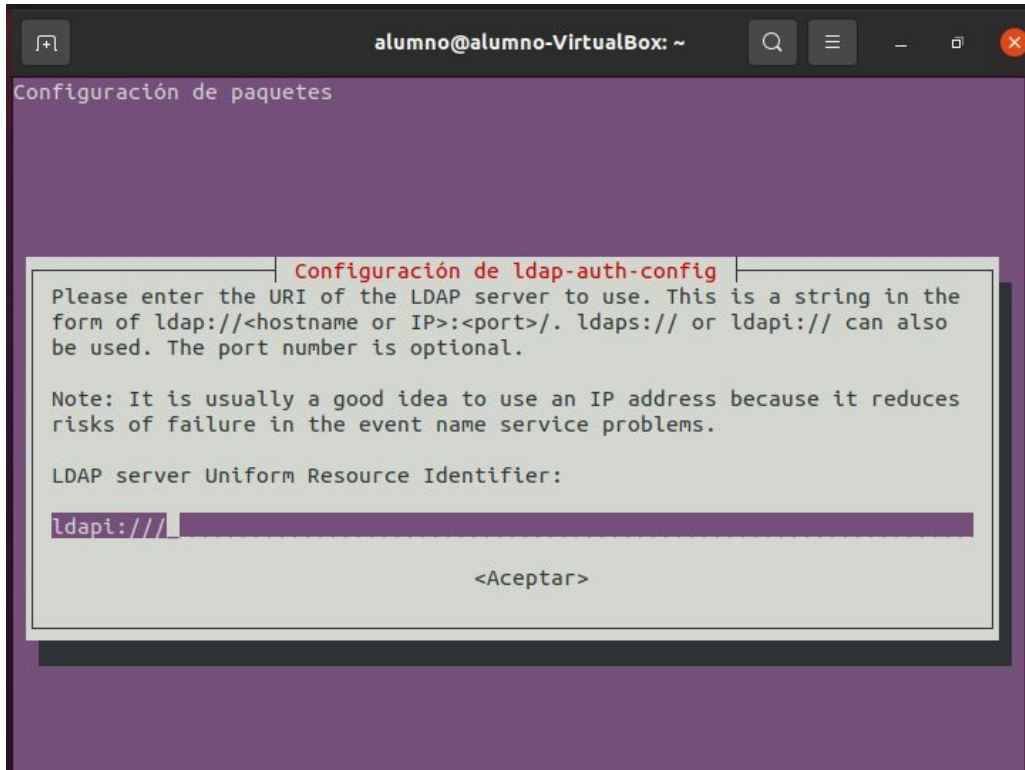 alumno@alumno-VirtualBox: ~
Configuración de paquetes
Configuración de ldap-auth-config
Please enter the URI of the LDAP server to use. This is a string in the
form of ldap://<hostname or IP>:<port>/. ldaps:// or ldapi:// can also
be used. The port number is optional.
Note: It is usually a good idea to use an IP address because it reduces
risks of failure in the event name service problems.
LDAP server Uniform Resource Identifier:
ldapi:///
<Aceptar>